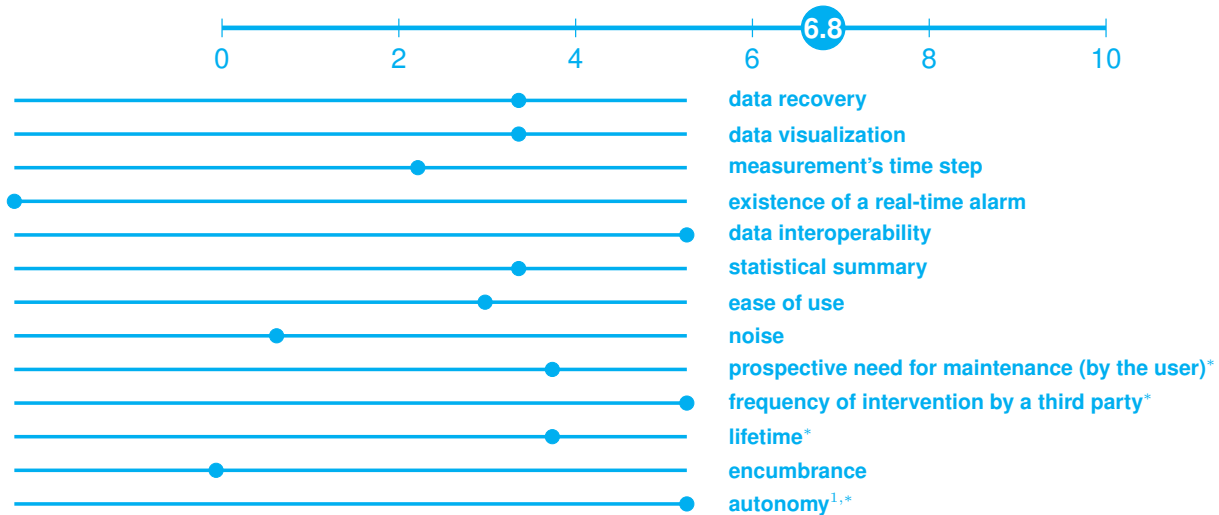 6.8
0 2 4 6 8 10
data recovery
data visualization
measurement's time step
existence of a real-time alarm
data interoperability
statistical summary
ease of use
noise
prospective need for maintenance (by the user)*
frequency of intervention by a third party*
lifetime*
encumbrance
autonomy1,*